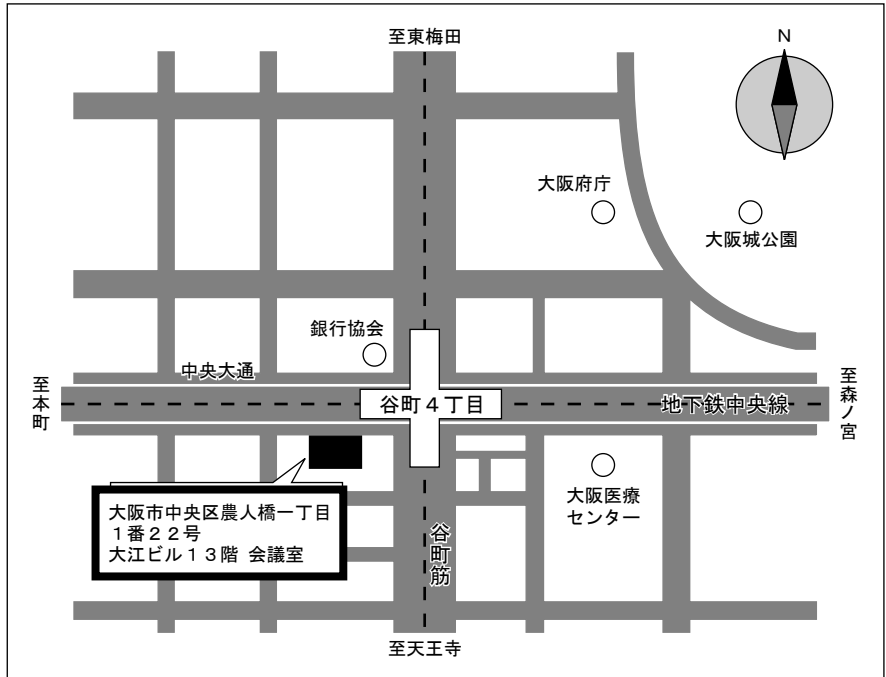 至東梅田
N
大阪府庁
大阪城公園
銀行協会
中央大通
至本町
谷町４丁目
地下鉄中央線
至森ノ宮
大阪市中央区農人橋一丁目
１番２２号
大江ビル１３階 会議室
大阪医療
センター
谷町筋
至天王寺